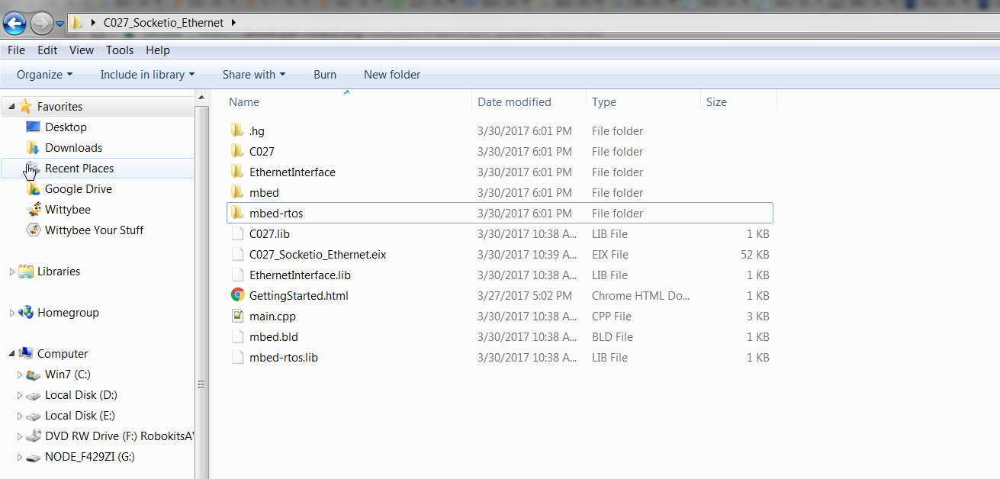 C027_Socketio_Ethernet
File Edit View Tools Help
Organize Include in library Share with Burn New folder
Favorites
Desktop
Downloads
Recent Places
Google Drive
Wittybee
Wittybee Your Stuff
Libraries
Homegroup
Computer
Win7 (C:)
Local Disk (D:)
Local Disk (E:)
DVD RW Drive (F:) RobokitsA
NODE_F429ZI (G:)
Name Date modified Type Size
.hg 3/30/2017 6:01 PM File folder
C027 3/30/2017 6:01 PM File folder
EthernetInterface 3/30/2017 6:01 PM File folder
mbed 3/30/2017 6:01 PM File folder
mbed-rtos 3/30/2017 6:01 PM File folder
C027.lib 3/30/2017 10:38 A... LIB File 1 KB
C027_Socketio_Ethernet.eix 3/30/2017 10:39 A... EIX File 52 KB
EthernetInterface.lib 3/30/2017 10:38 A... LIB File 1 KB
GettingStarted.html 3/27/2017 5:02 PM Chrome HTML Do... 1 KB
main.cpp 3/30/2017 10:38 A... CPP File 3 KB
mbed.bld 3/30/2017 10:38 A... BLD File 1 KB
mbed-rtos.lib 3/30/2017 10:38 A... LIB File 1 KB